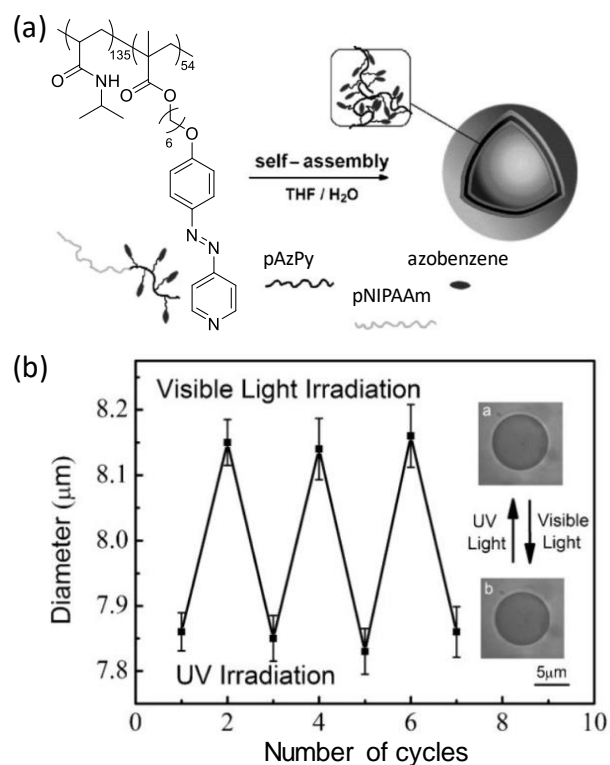 (a)
135
54
O
NH
O
O
6
O
N
N
N
self-assembly
THF / H₂O
pAzPy
azobenzene
pNIPAAm
(b)
Visible Light Irradiation
UV Irradiation
Diameter (μm)
8.2
8.1
8.0
7.9
7.8
0
2
4
6
8
10
Number of cycles
a
UV
Light
Visible
Light
b
5μm